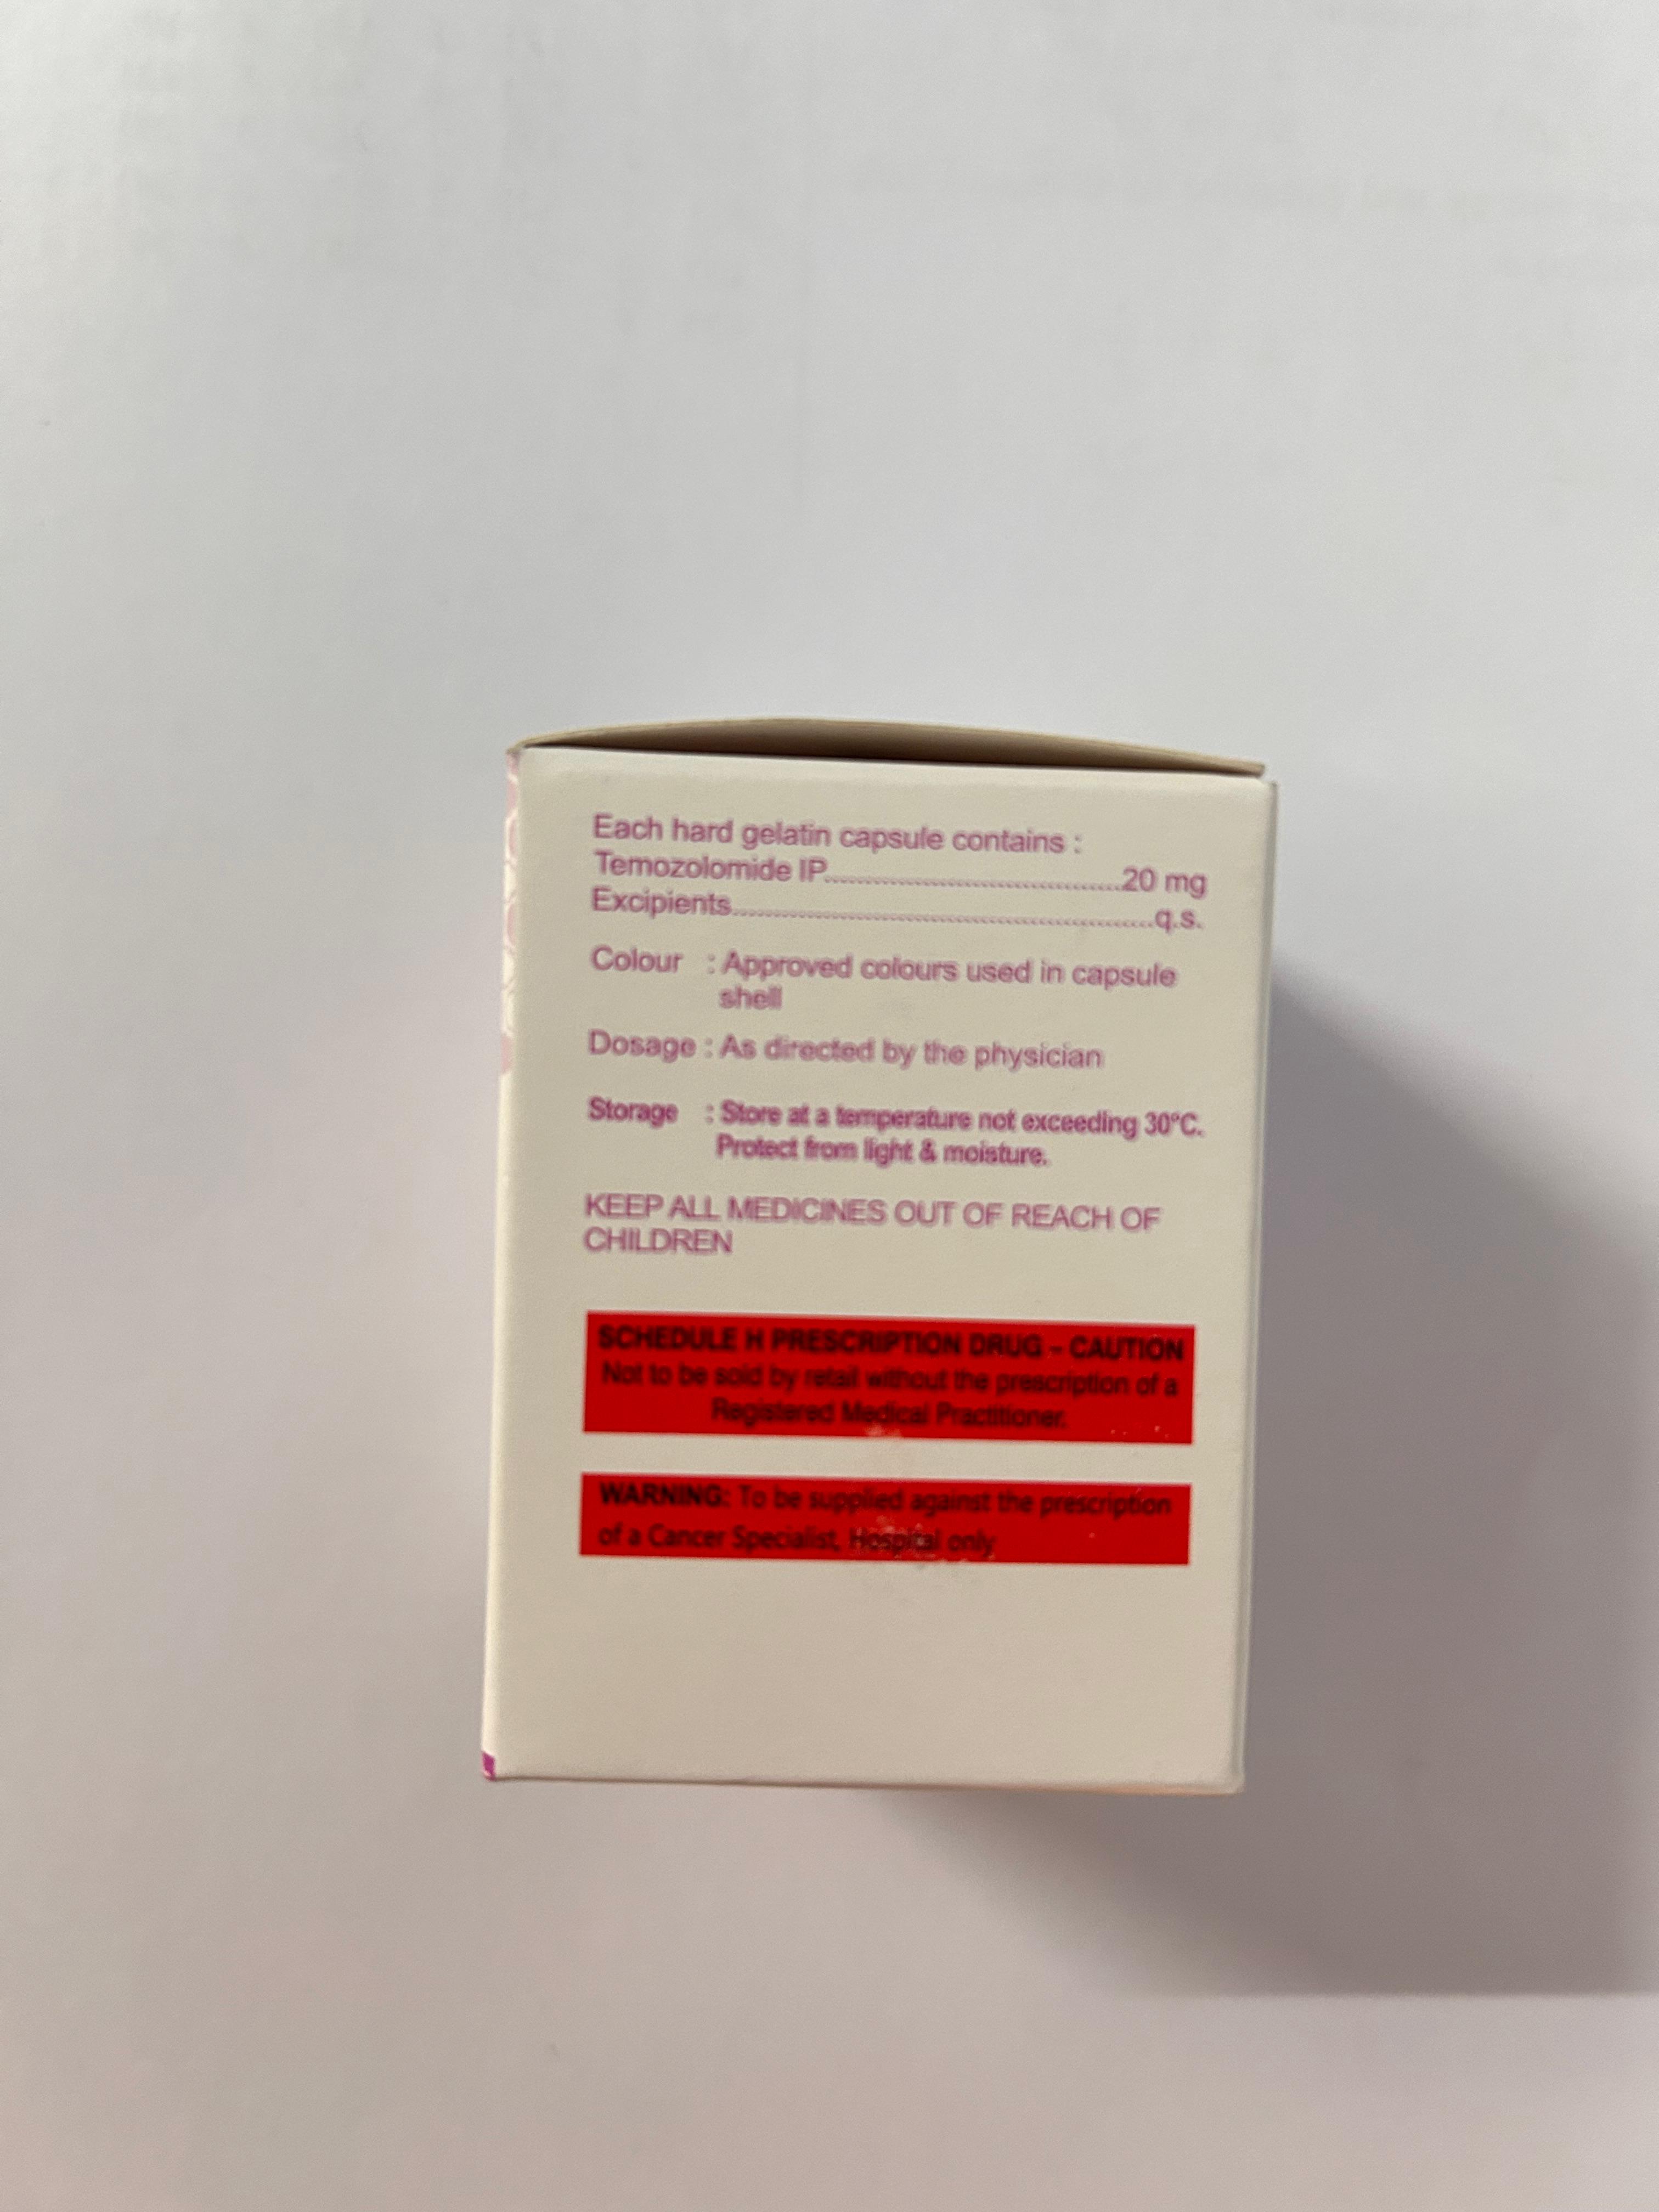 Each hard gelatin capsule contains :
Temozolomide IP......................................20 mg
Excipients......................................................q.s.
Colour : Approved colours used in capsule
shell
Dosage : As directed by the physician
Storage : Store at a temperature not exceeding 30°C.
Protect from light & moisture.
KEEP ALL MEDICINES OUT OF REACH OF
CHILDREN
SCHEDULE H PRESCRIPTION DRUG – CAUTION
Not to be sold by retail without the prescription of a
Registered Medical Practitioner.
WARNING: To be supplied against the prescription
of a Cancer Specialist, Hospital only